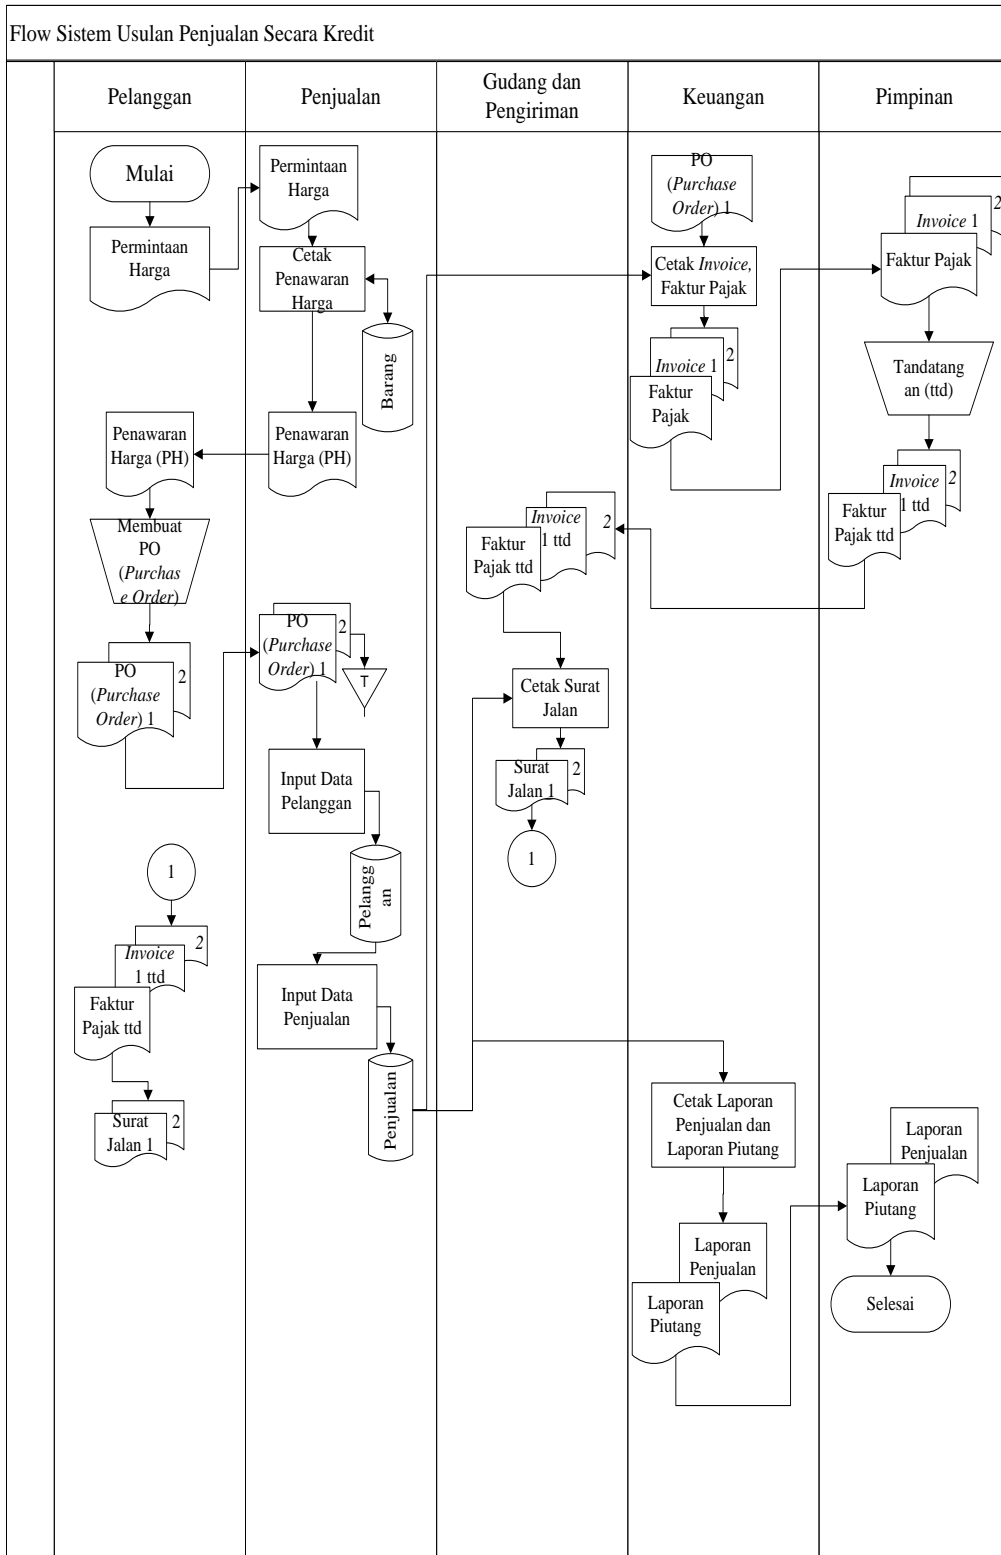 Flow Sistem Usulan Penjualan Secara Kredit
Pelanggan
Penjualan
Gudang dan
Pengiriman
Keuangan
Pimpinan
Mulai
Permintaan
Harga
Permintaan
Harga
Cetak
Penawaran
Harga
Barang
Penawaran
Harga (PH)
Penawaran
Harga (PH)
Membuat
PO
(Purchas
e Order)
2
PO
(Purchase
Order) 1
2
PO
(Purchase
Order) 1
T
Input Data
Pelanggan
Pelangg
an
Input Data
Penjualan
Penjualan
PO
(Purchase
Order) 1
Cetak Invoice,
Faktur Pajak
2
Invoice 1
Faktur
Pajak
2
Invoice 1
Faktur Pajak
Tandatang
an (ttd)
2
Invoice
1 ttd
Faktur
Pajak ttd
2
Invoice
1 ttd
Faktur
Pajak ttd
Cetak Surat
Jalan
2
Surat
Jalan 1
1
1
2
Invoice
1 ttd
Faktur
Pajak ttd
2
Surat
Jalan 1
Cetak Laporan
Penjualan dan
Laporan Piutang
Laporan
Penjualan
Laporan
Piutang
Laporan
Penjualan
Laporan
Piutang
Selesai